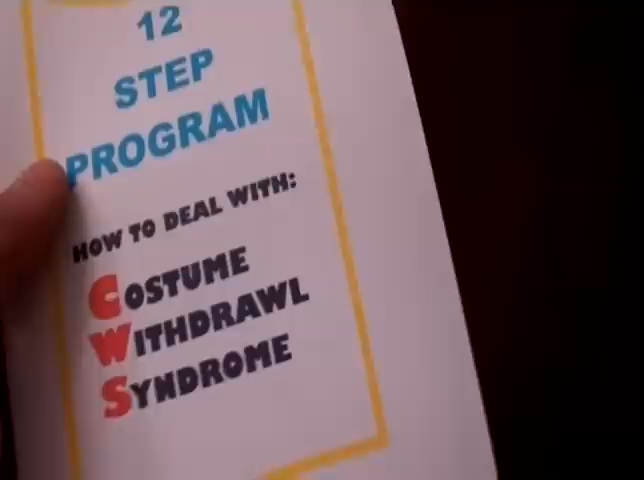 12
STEP
PROGRAM
HOW TO DEAL WITH:
COSTUME
WITHDRAWL
SYNDROME